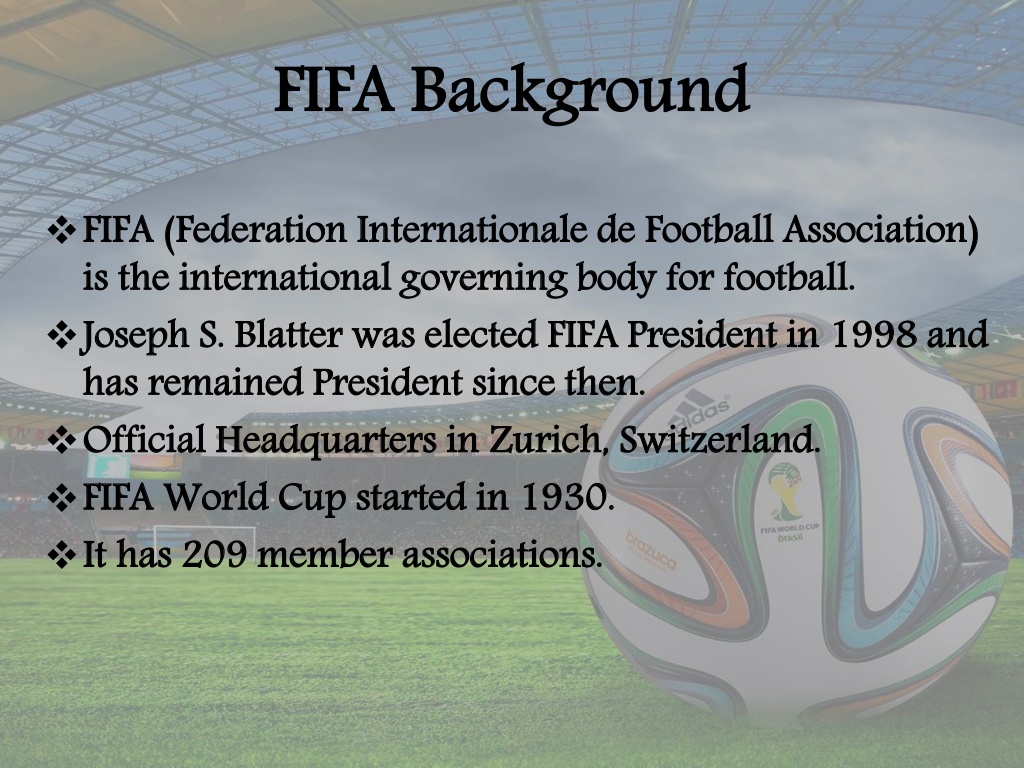 FIFA Background
❖FIFA (Federation Internationale de Football Association)
is the international governing body for football.
❖Joseph S. Blatter was elected FIFA President in 1998 and
has remained President since then.
❖Official Headquarters in Zurich, Switzerland.
❖FIFA World Cup started in 1930.
❖It has 209 member associations.
adidas
FIFA WORLD CUP
Brasil
brazuca